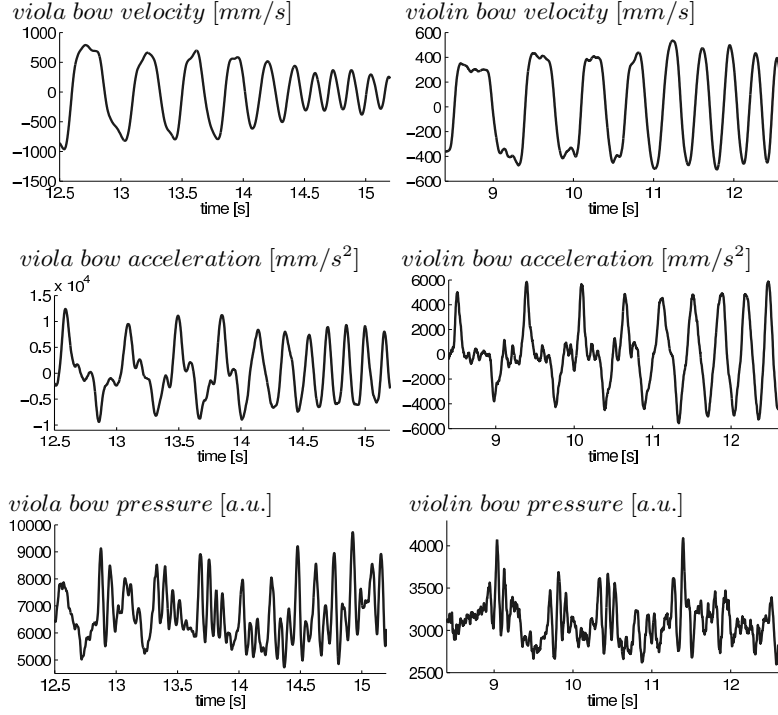 viola bow velocity [mm/s]
1000
500
0
−500
−1000
−1500
12.5 13 13.5 14 14.5 15
time [s]
violin bow velocity [mm/s]
600
400
200
0
−200
−400
−600
9 10 11 12
time [s]
viola bow acceleration [mm/s²]
x 10⁴
1.5
1
0.5
0
−0.5
−1
12.5 13 13.5 14 14.5 15
time [s]
violin bow acceleration [mm/s²]
6000
4000
2000
0
−2000
−4000
−6000
9 10 11 12
time [s]
viola bow pressure [a.u.]
10000
9000
8000
7000
6000
5000
12.5 13 13.5 14 14.5 15
time [s]
violin bow pressure [a.u.]
4000
3500
3000
2500
9 10 11 12
time [s]